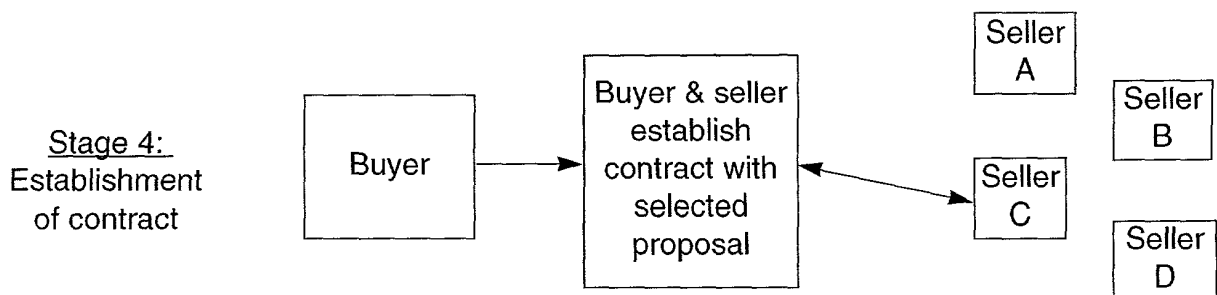 Stage 4:
Establishment
of contract
Buyer
Buyer & seller
establish
contract with
selected
proposal
Seller
A
Seller
B
Seller
C
Seller
D